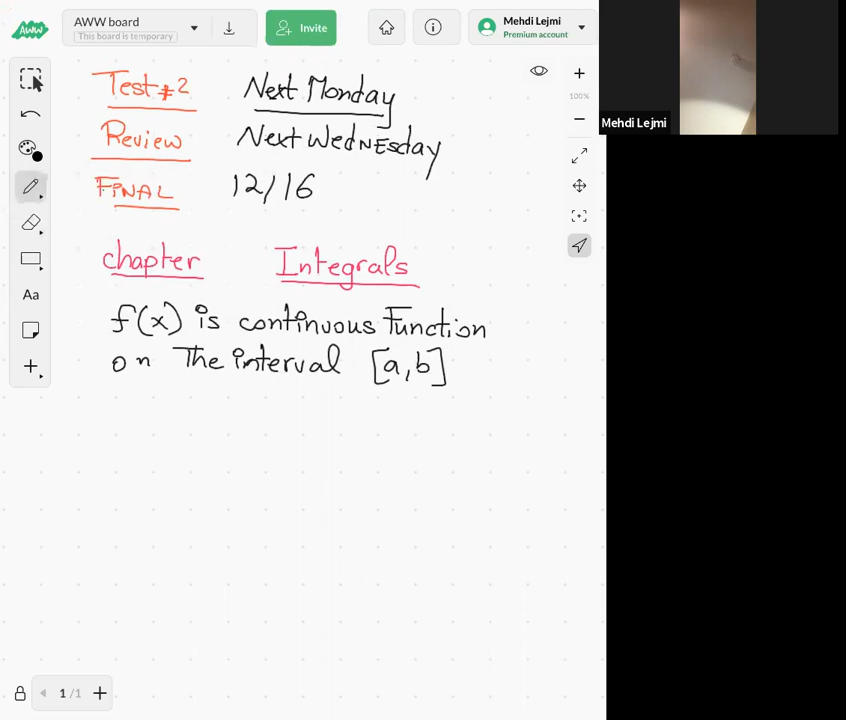 AWW board
This board is temporary
AWW
Invite
Mehdi Lejmi
Premium account
Mehdi Lejmi
100%
Test #2 Next Monday
Review Next WedNEsday
FiNAL 12/16
chapter Integrals
f(x) is continuous Function
on The interval [a,b]
Aa
1 / 1